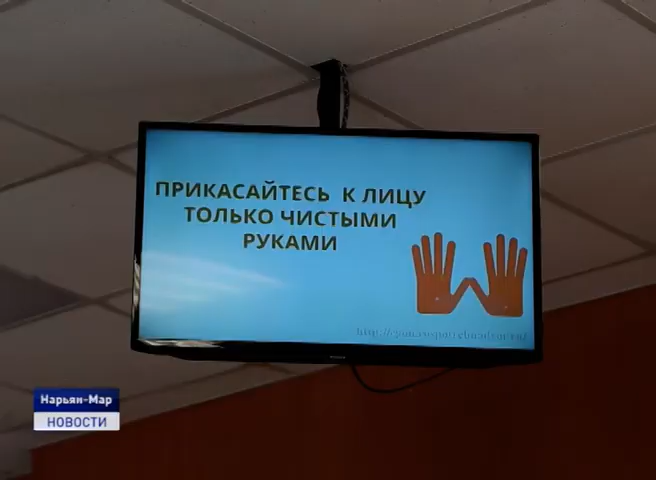 ПРИКАСАЙТЕСЬ К ЛИЦУ
ТОЛЬКО ЧИСТЫМИ
РУКАМИ
Нарьян-Мар
НОВОСТИ